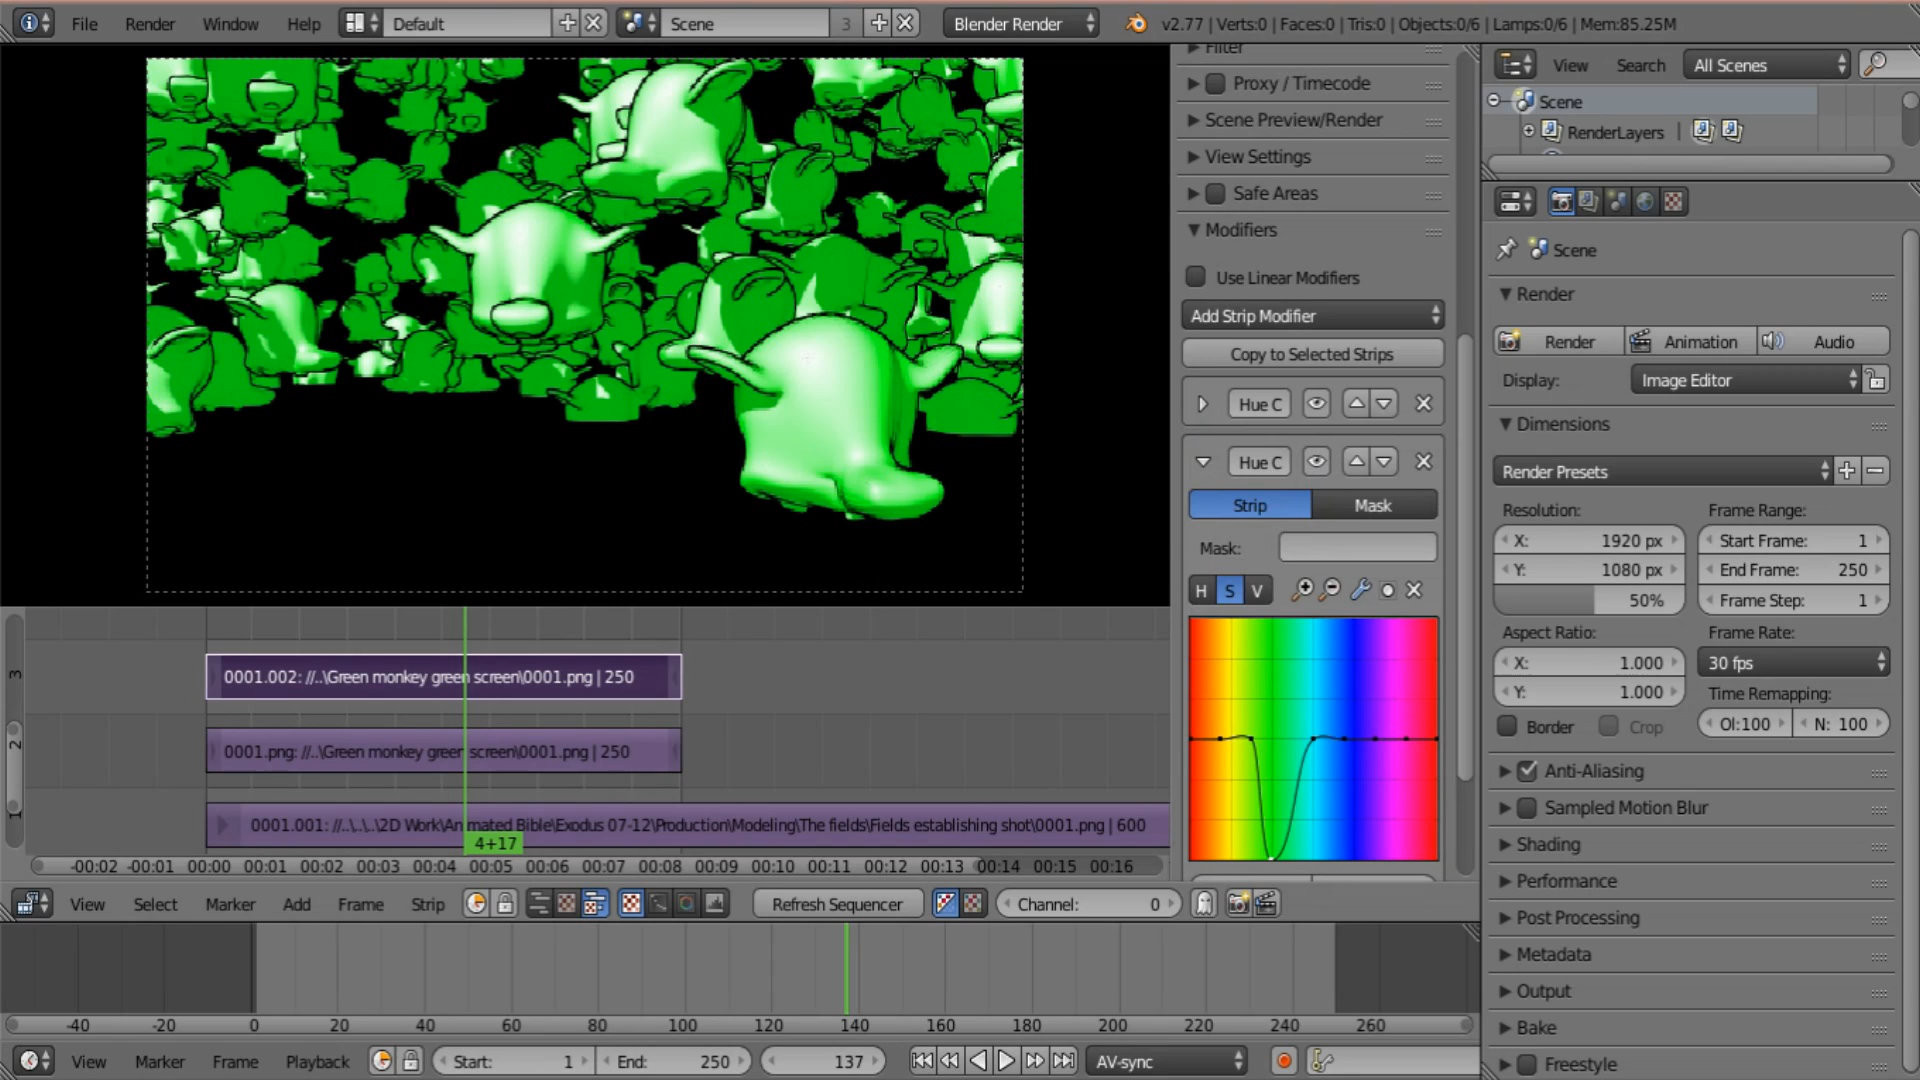 File Render Window Help Default Scene 3 Blender Render v2.77 | Verts:0 | Faces:0 | Tris:0 | Objects:0/6 | Lamps:0/6 | Mem:85.25M
Filter
Proxy / Timecode
Scene Preview/Render
View Settings
Safe Areas
Modifiers
Use Linear Modifiers
Add Strip Modifier
Copy to Selected Strips
Hue C
Hue C
Strip Mask
Mask:
H S V
View Search All Scenes
Scene
RenderLayers |
Scene
Render
Render Animation Audio
Display: Image Editor
Dimensions
Render Presets
Resolution: Frame Range:
X: 1920 px Start Frame: 1
Y: 1080 px End Frame: 250
50% Frame Step: 1
Aspect Ratio: Frame Rate:
X: 1.000 30 fps
Y: 1.000 Time Remapping:
Border Crop Ol:100 N: 100
Anti-Aliasing
Sampled Motion Blur
Shading
Performance
Post Processing
Metadata
Output
Bake
Freestyle
3
0001.002: //..\Green monkey green screen\0001.png | 250
2
0001.png: //..\Green monkey green screen\0001.png | 250
1
0001.001: //..\..\..\2D Work\Animated Bible\Exodus 07-12\Production\Modeling\The fields\Fields establishing shot\0001.png | 600
4+17
-00:02 -00:01 00:00 00:01 00:02 00:03 00:04 00:05 00:06 00:07 00:08 00:09 00:10 00:11 00:12 00:13 00:14 00:15 00:16
View Select Marker Add Frame Strip Refresh Sequencer Channel: 0
-40 -20 0 20 40 60 80 100 120 140 160 180 200 220 240 260
View Marker Frame Playback Start: 1 End: 250 137 AV-sync